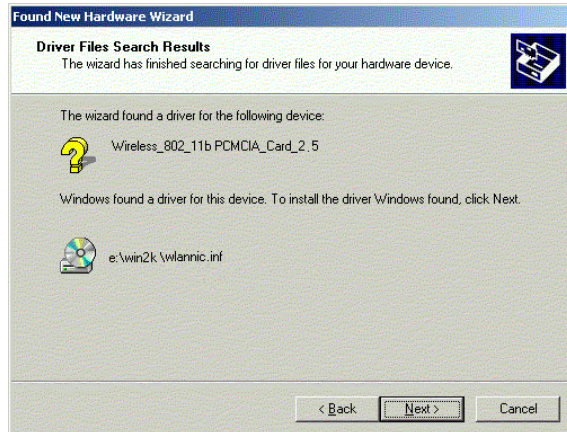 Found New Hardware Wizard
Driver Files Search Results
The wizard has finished searching for driver files for your hardware device.
The wizard found a driver for the following device:
Wireless_802_11b PCMCIA_Card_2.5
Windows found a driver for this device. To install the driver Windows found, click Next.
e:\win2k \wlannic.inf
< Back Next > Cancel